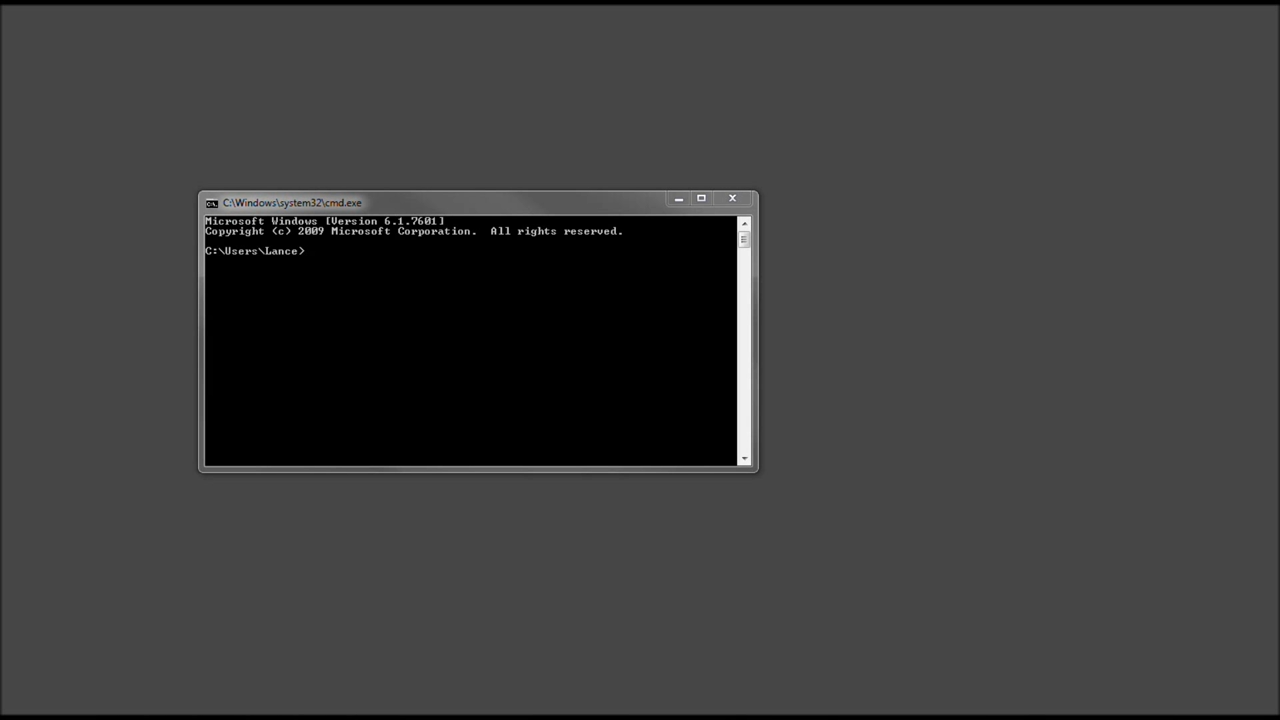 C:\Windows\system32\cmd.exe
Microsoft Windows [Version 6.1.7601]
Copyright (c) 2009 Microsoft Corporation.  All rights reserved.
C:\Users\Lance>